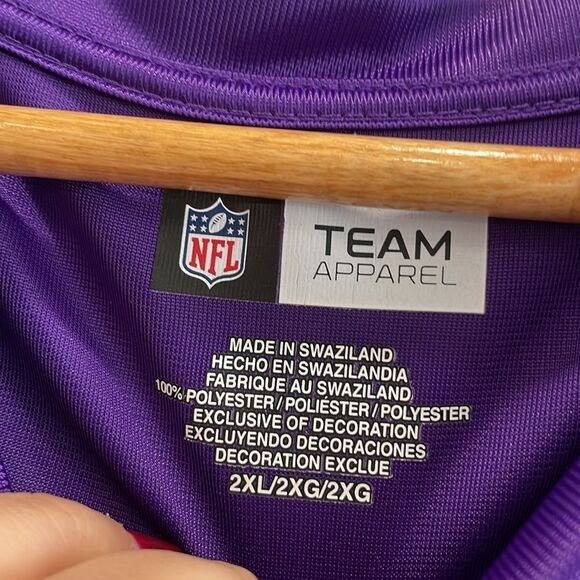 NFL
TEAM
APPAREL
MADE IN SWAZILAND
HECHO EN SWAZILANDIA
FABRIQUE AU SWAZILAND
100% POLYESTER / POLIÉSTER / POLYESTER
EXCLUSIVE OF DECORATION
EXCLUYENDO DECORACIONES
DECORATION EXCLUE
2XL/2XG/2XG